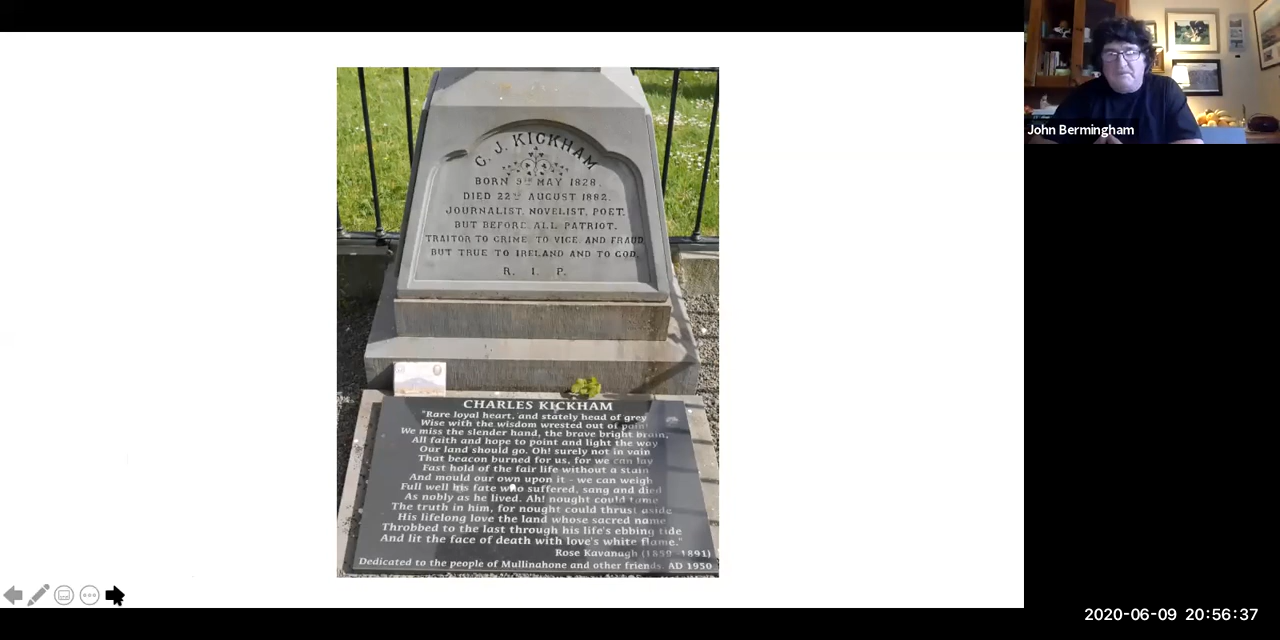 C. J. KICKHAM
BORN 9TH MAY 1828.
DIED 22ND AUGUST 1882.
JOURNALIST, NOVELIST, POET,
BUT BEFORE ALL PATRIOT.
TRAITOR TO CRIME TO VICE AND FRAUD
BUT TRUE TO IRELAND AND TO GOD.
R. I. P.
CHARLES KICKHAM
"Rare loyal heart, and stately head of grey
Wise with the wisdom wrested out of pain!
We miss the slender hand, the brave bright brain,
All faith and hope to point and light the way
Our land should go. Oh! surely not in vain
That beacon burned for us, for we can lay
Fast hold of the fair life without a stain
And mould our own upon it - we can weigh
Full well his fate who suffered, sang and died
As nobly as he lived. Ah! nought could tame
The truth in him, for nought could thrust aside
His lifelong love the land whose sacred name
Throbbed to the last through his life's ebbing tide
And lit the face of death with love's white flame."
Rose Kavanagh (1859 -1891)
Dedicated to the people of Mullinahone and other friends, AD 1950
John Bermingham
2020-06-09 20:56:37